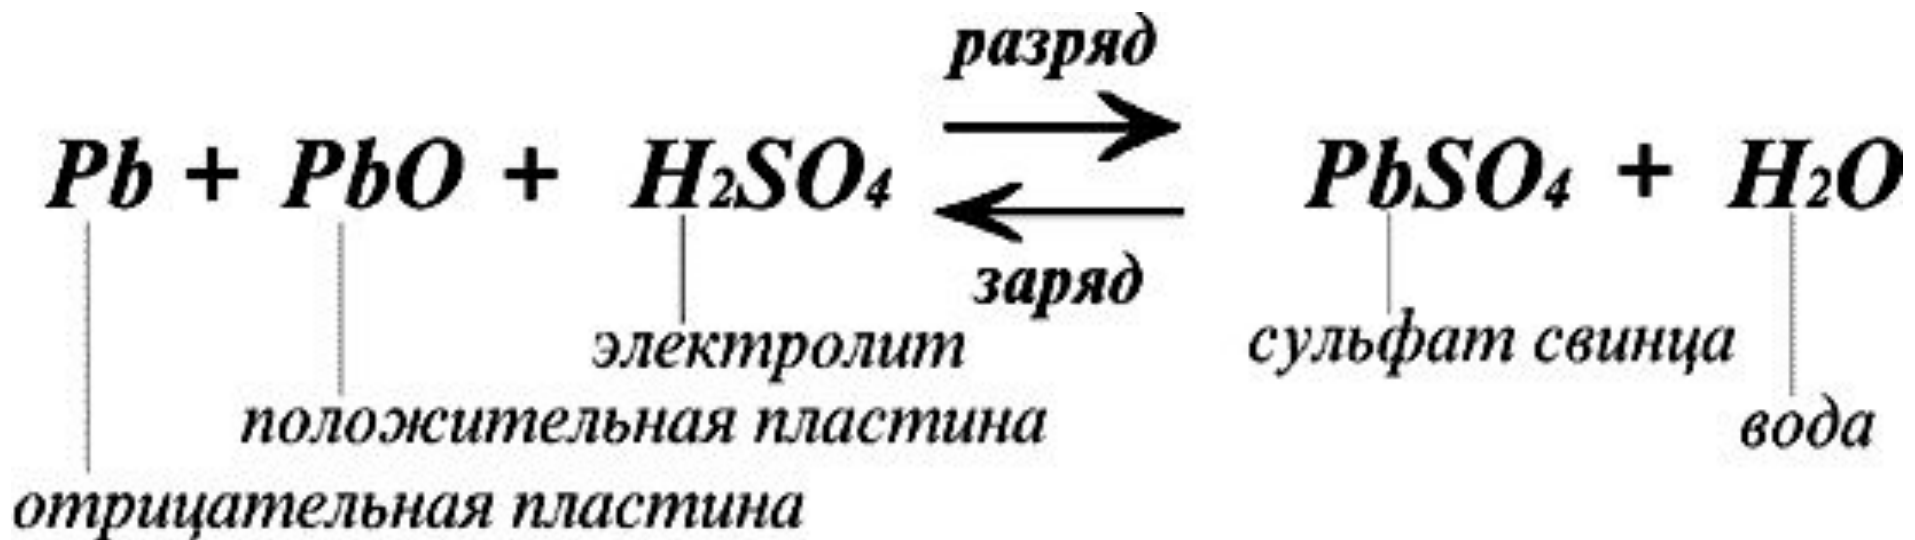 разряд
Pb + PbO + H₂SO₄ PbSO₄ + H₂O
заряд
электролит
сульфат свинца
положительная пластина
вода
отрицательная пластина